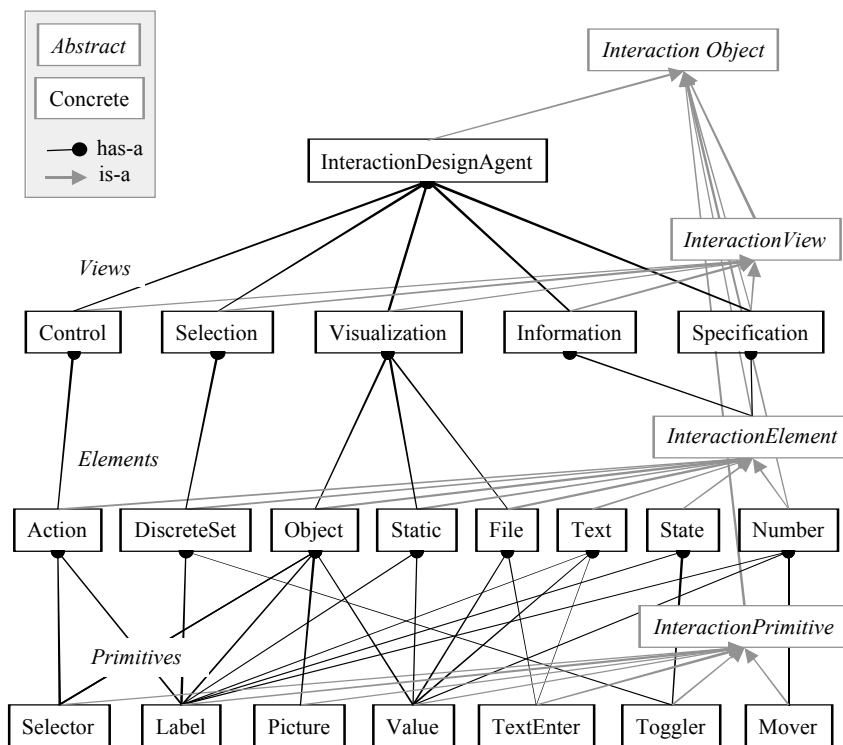 Abstract
Interaction Object
Concrete
has-a
InteractionDesignAgent
is-a
InteractionView
Views
Control Selection Visualization Information Specification
InteractionElement
Elements
Action DiscreteSet Object Static File Text State Number
InteractionPrimitive
Primitives
Selector Label Picture Value TextEnter Toggler Mover